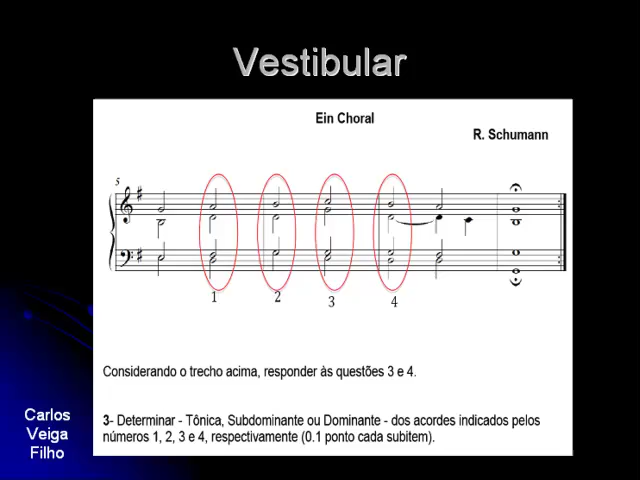 Vestibular
Ein Choral
R. Schumann
5
1 2 3 4
Considerando o trecho acima, responder às questões 3 e 4.
3- Determinar - Tônica, Subdominante ou Dominante - dos acordes indicados pelos
números 1, 2, 3 e 4, respectivamente (0.1 ponto cada subitem).
Carlos
Veiga
Filho